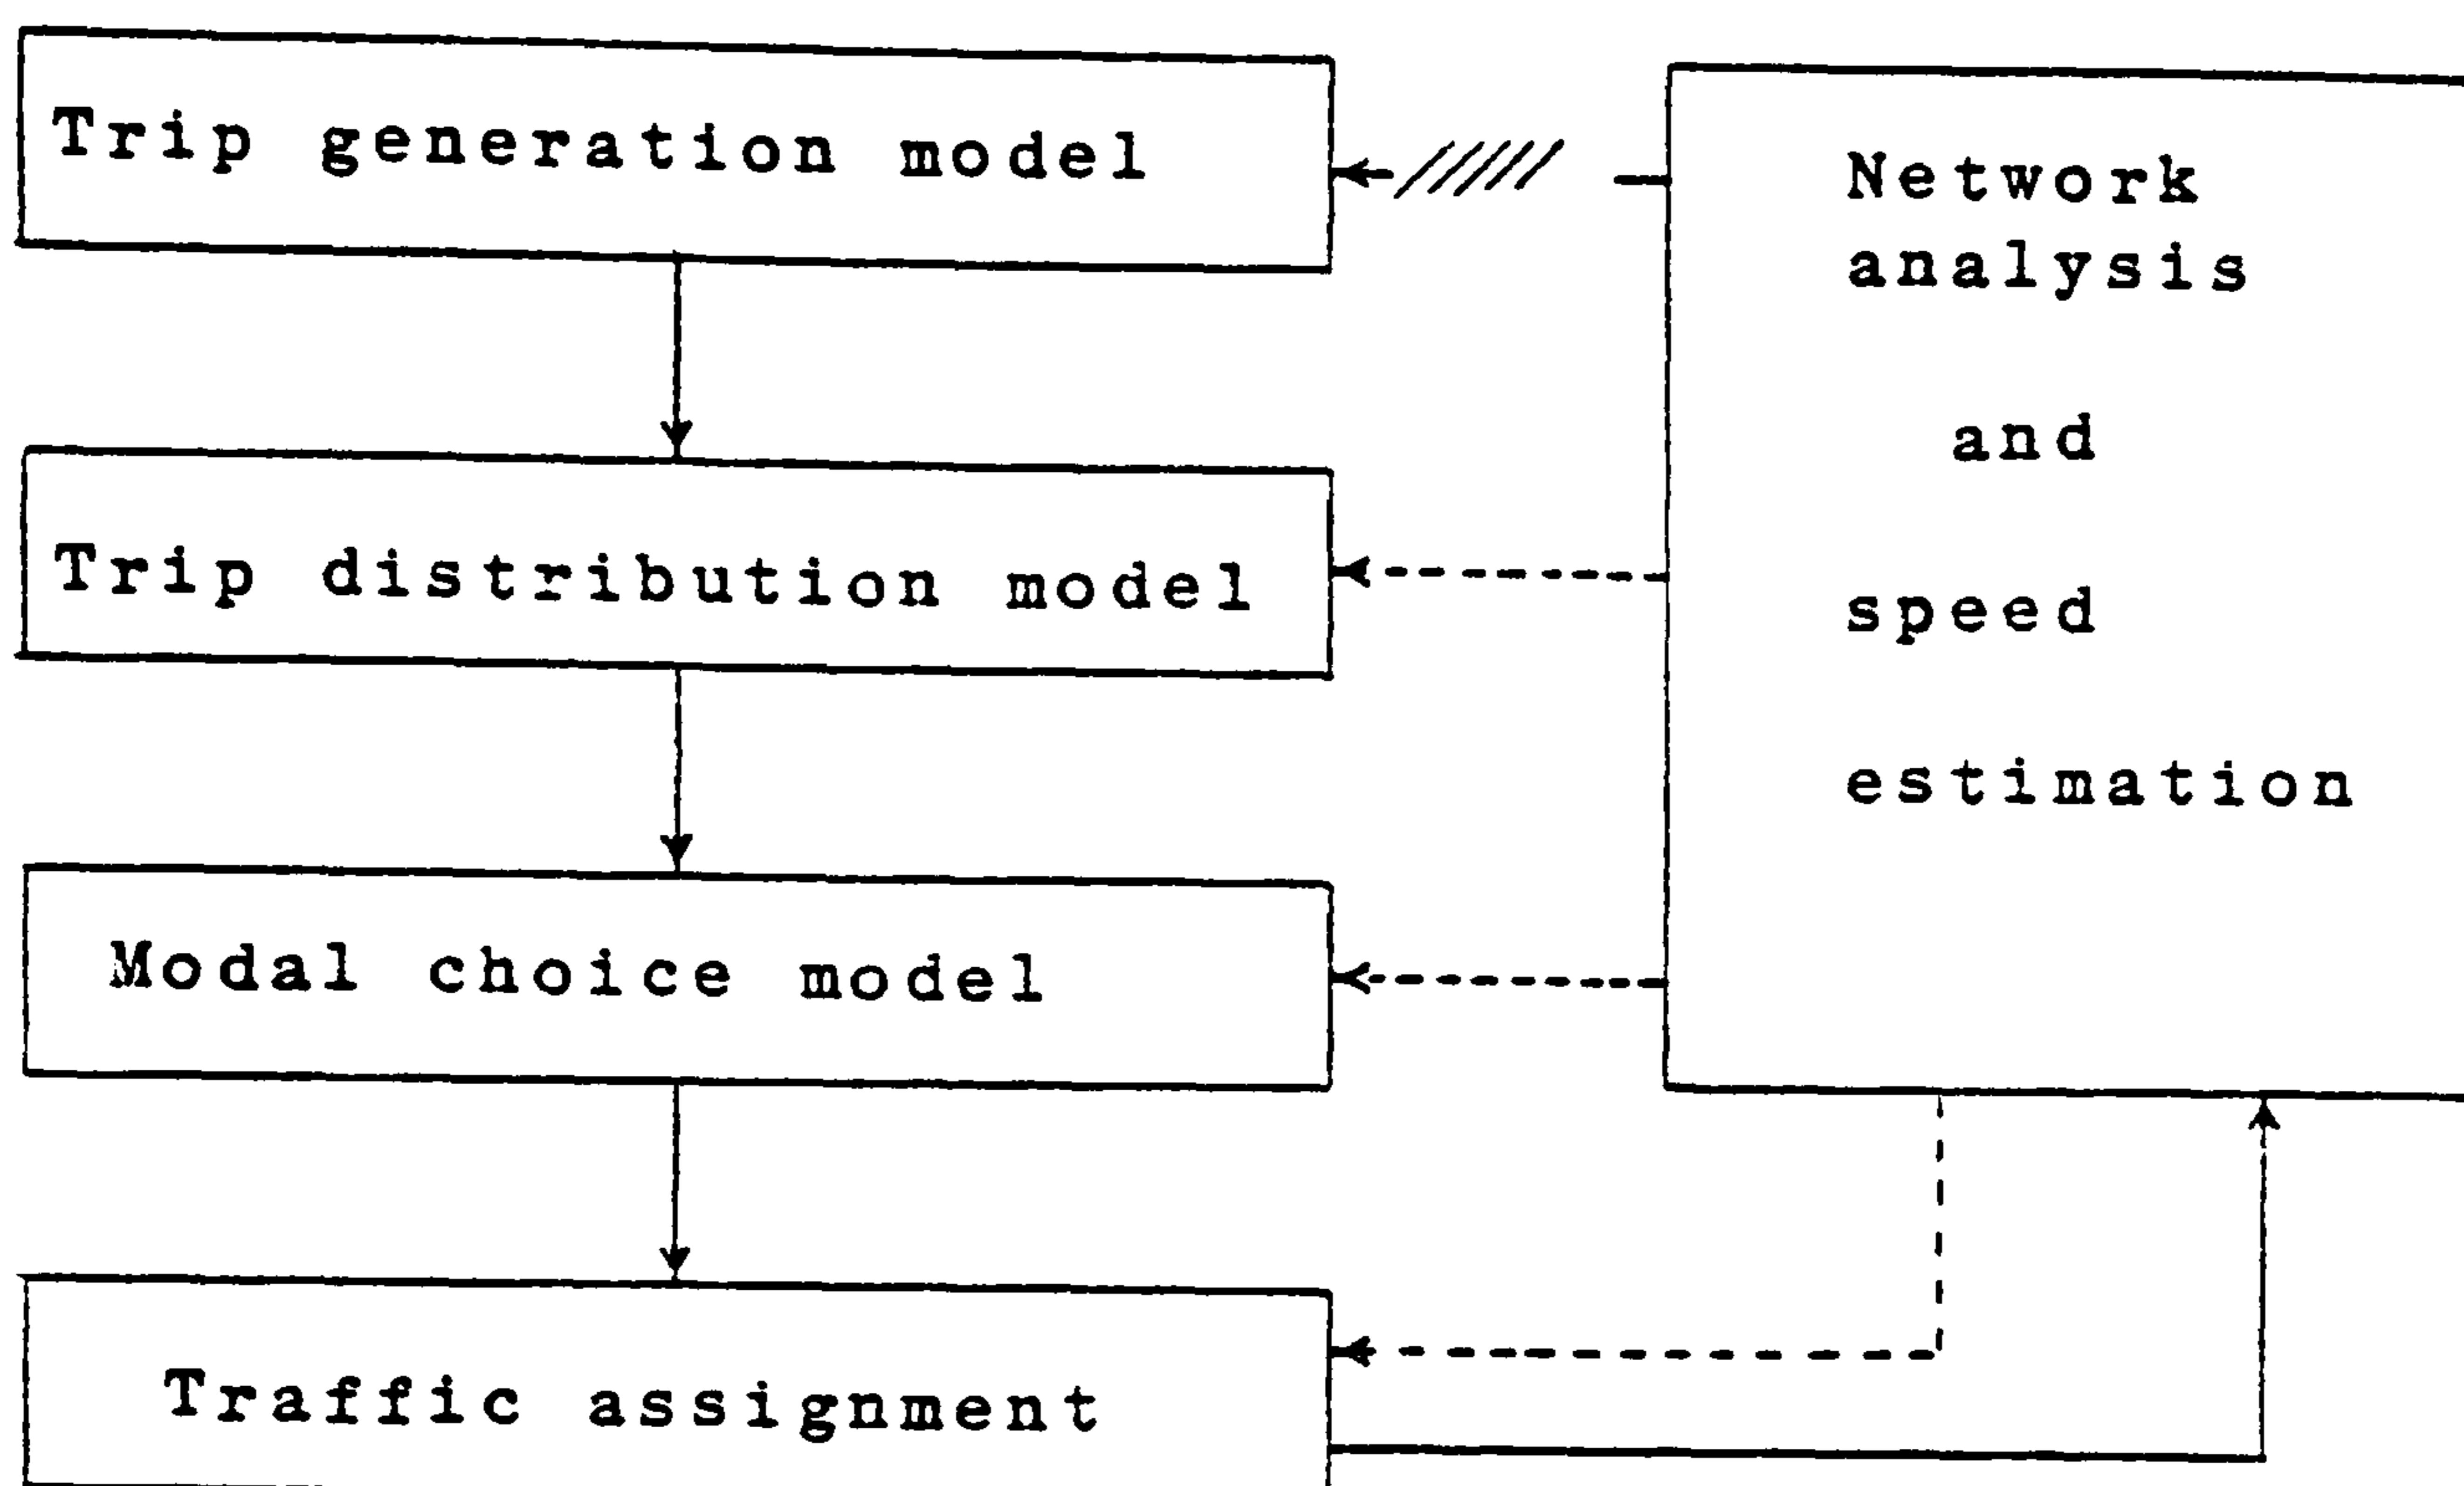 Trip generation model
Network
analysis
and
speed
estimation
Trip distribution model
Modal choice model
Traffic assignment